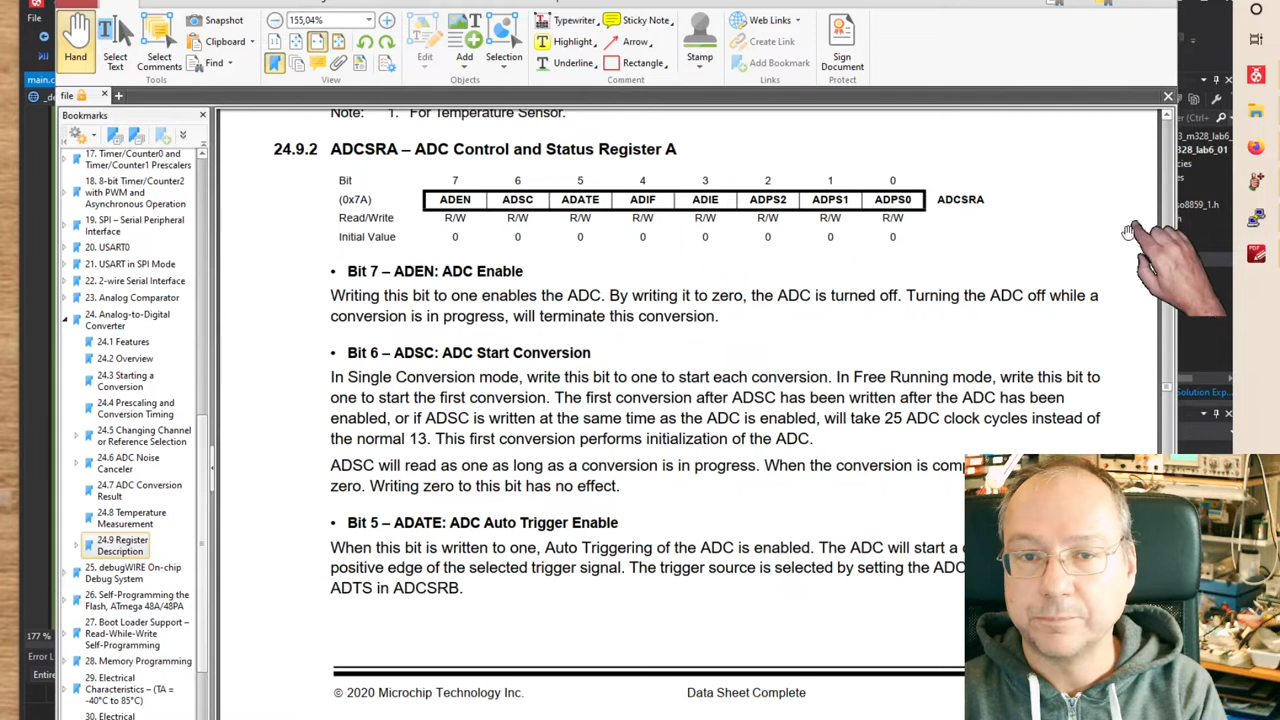 155,04%
Snapshot
Clipboard
Find
Hand
Select
Text
Select
Comments
Tools
View
Edit
Add
Selection
Objects
Typewriter
Highlight
Underline
Sticky Note
Arrow
Rectangle
Comment
Stamp
Web Links
Create Link
Add Bookmark
Links
Sign
Document
Protect
main.c
file
Bookmarks
17. Timer/Counter0 and
Timer/Counter1 Prescalers
18. 8-bit Timer/Counter2
with PWM and
Asynchronous Operation
19. SPI – Serial Peripheral
Interface
20. USART0
21. USART in SPI Mode
22. 2-wire Serial Interface
23. Analog Comparator
24. Analog-to-Digital
Converter
24.1 Features
24.2 Overview
24.3 Starting a
Conversion
24.4 Prescaling and
Conversion Timing
24.5 Changing Channel
or Reference Selection
24.6 ADC Noise
Canceler
24.7 ADC Conversion
Result
24.8 Temperature
Measurement
24.9 Register
Description
25. debugWIRE On-chip
Debug System
26. Self-Programming the
Flash, ATmega 48A/48PA
27. Boot Loader Support –
Read-While-Write
Self-Programming
28. Memory Programming
29. Electrical
Characteristics – (TA =
-40°C to 85°C)
30. Electrical
177 %
Error L
Entire
Note: 1. For Temperature Sensor.
24.9.2 ADCSRA – ADC Control and Status Register A
Bit 7 6 5 4 3 2 1 0
(0x7A) ADEN ADSC ADATE ADIF ADIE ADPS2 ADPS1 ADPS0 ADCSRA
Read/Write R/W R/W R/W R/W R/W R/W R/W R/W
Initial Value 0 0 0 0 0 0 0 0
• Bit 7 – ADEN: ADC Enable
Writing this bit to one enables the ADC. By writing it to zero, the ADC is turned off. Turning the ADC off while a
conversion is in progress, will terminate this conversion.
• Bit 6 – ADSC: ADC Start Conversion
In Single Conversion mode, write this bit to one to start each conversion. In Free Running mode, write this bit to
one to start the first conversion. The first conversion after ADSC has been written after the ADC has been
enabled, or if ADSC is written at the same time as the ADC is enabled, will take 25 ADC clock cycles instead of
the normal 13. This first conversion performs initialization of the ADC.
ADSC will read as one as long as a conversion is in progress. When the conversion is comp
zero. Writing zero to this bit has no effect.
• Bit 5 – ADATE: ADC Auto Trigger Enable
When this bit is written to one, Auto Triggering of the ADC is enabled. The ADC will start a
positive edge of the selected trigger signal. The trigger source is selected by setting the ADC
ADTS in ADCSRB.
© 2020 Microchip Technology Inc.
Data Sheet Complete
(Ctrl+
_m328_lab6_
328_lab6_01
cies
so8859_1.h
Solution Exp
PDF